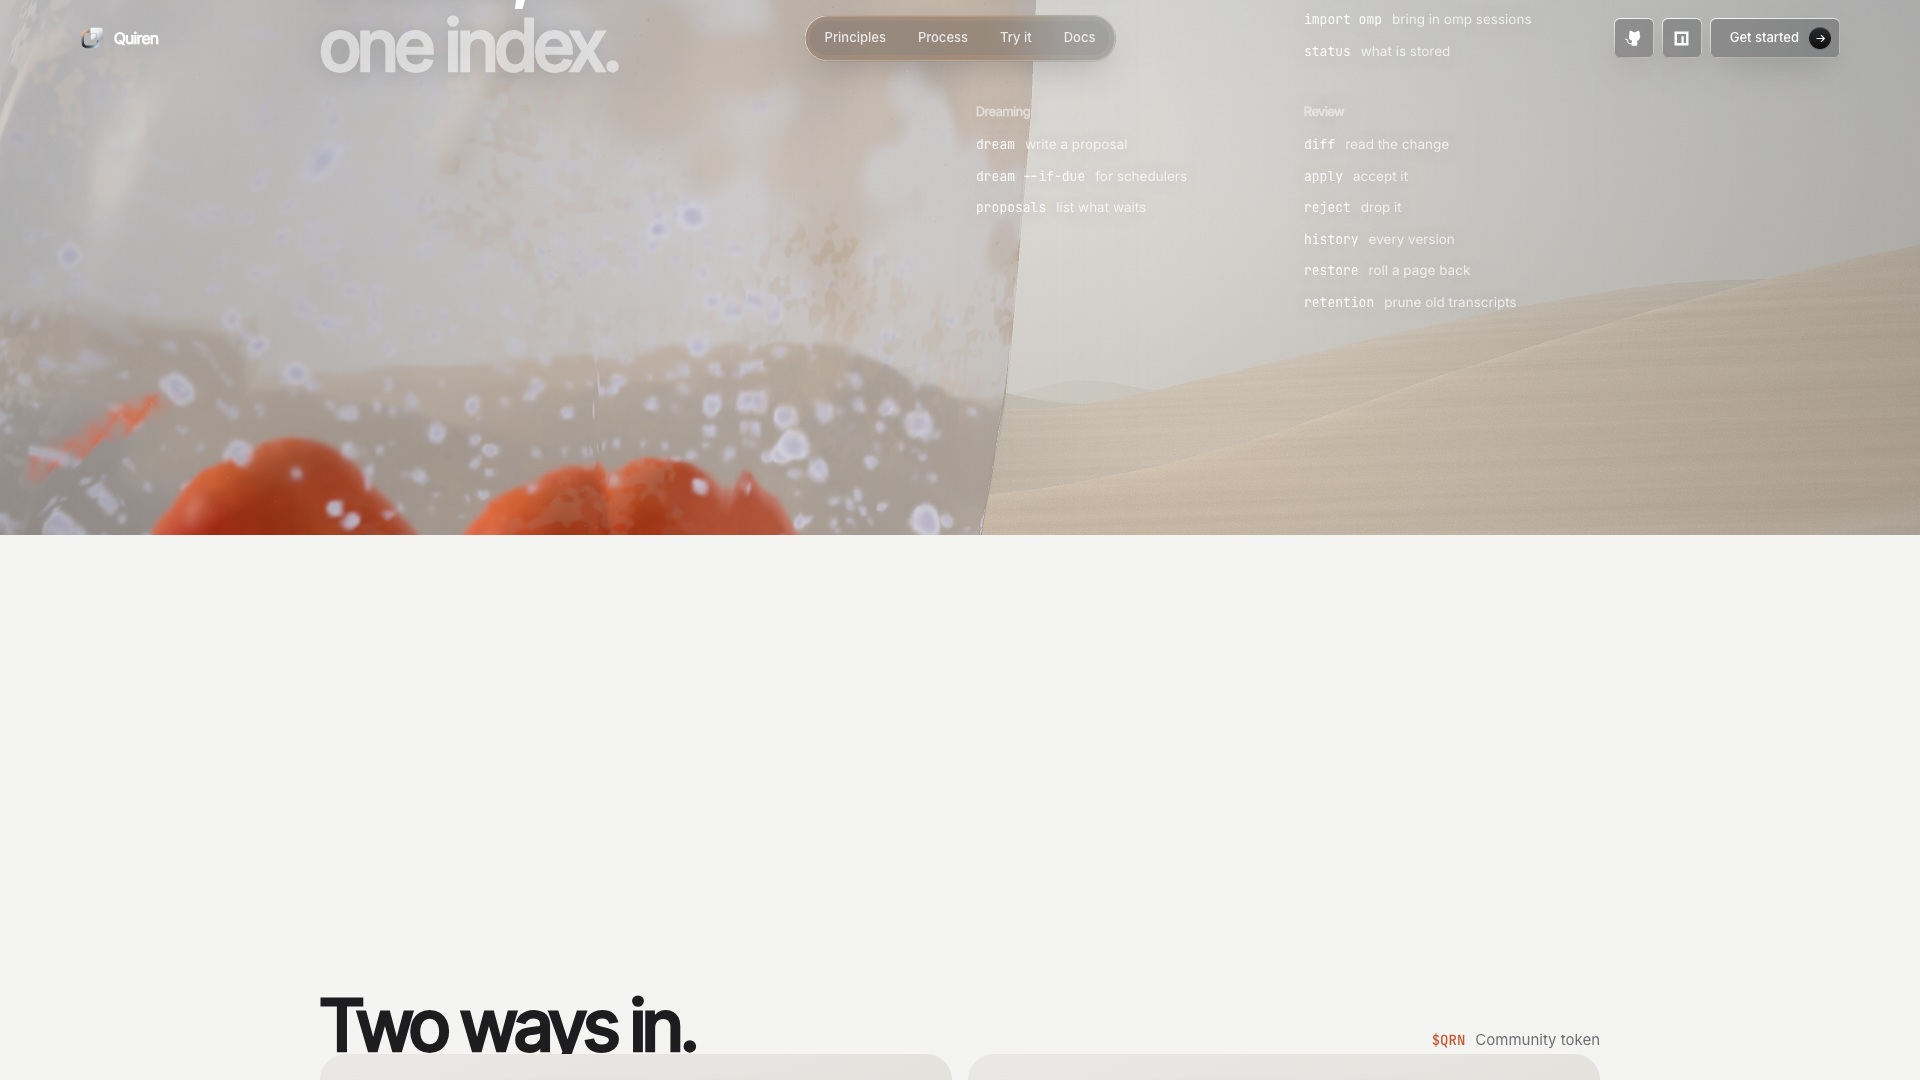 Quiren
Principles
Process
Try it
Docs
Get started
one index.
import omp bring in omp sessions
status what is stored
Dreaming
dream write a proposal
dream --if-due for schedulers
proposals list what waits
Review
diff read the change
apply accept it
reject drop it
history every version
restore roll a page back
retention prune old transcripts
Two ways in.
$QRN Community token